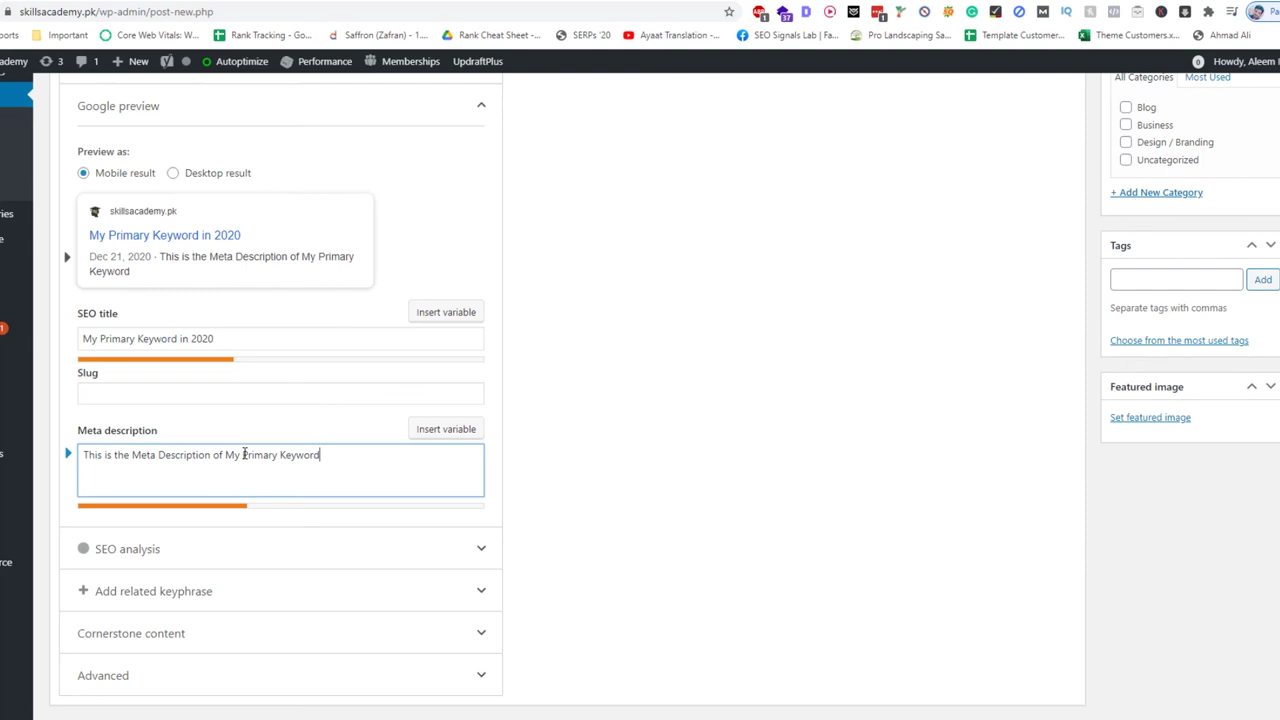 skillsacademy.pk/wp-admin/post-new.php
ports
Important
Core Web Vitals: W...
Rank Tracking - Go...
Saffron (Zafran) - 1....
Rank Cheat Sheet -...
SERPs '20
Ayaat Translation -...
SEO Signals Lab | Fa...
Pro Landscaping Sa...
Template Customer...
Theme Customers.x...
Ahmad Ali
ademy
3
1
New
Autoptimize
Performance
Memberships
UpdraftPlus
0
Howdy, Aleem
Google preview
Preview as:
Mobile result
Desktop result
skillsacademy.pk
My Primary Keyword in 2020
Dec 21, 2020 · This is the Meta Description of My Primary
Keyword
SEO title
Insert variable
My Primary Keyword in 2020
Slug
Meta description
Insert variable
This is the Meta Description of My Primary Keyword
SEO analysis
Add related keyphrase
Cornerstone content
Advanced
All Categories
Most Used
Blog
Business
Design / Branding
Uncategorized
+ Add New Category
Tags
Add
Separate tags with commas
Choose from the most used tags
Featured image
Set featured image